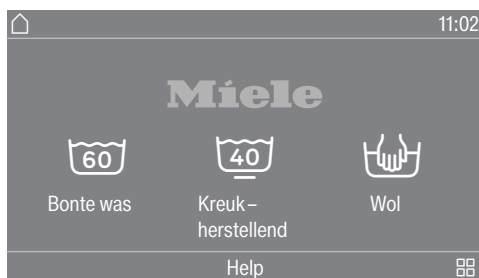 11:02
Miele
60
40
Bonte was
Kreuk–
herstellend
Wol
Help